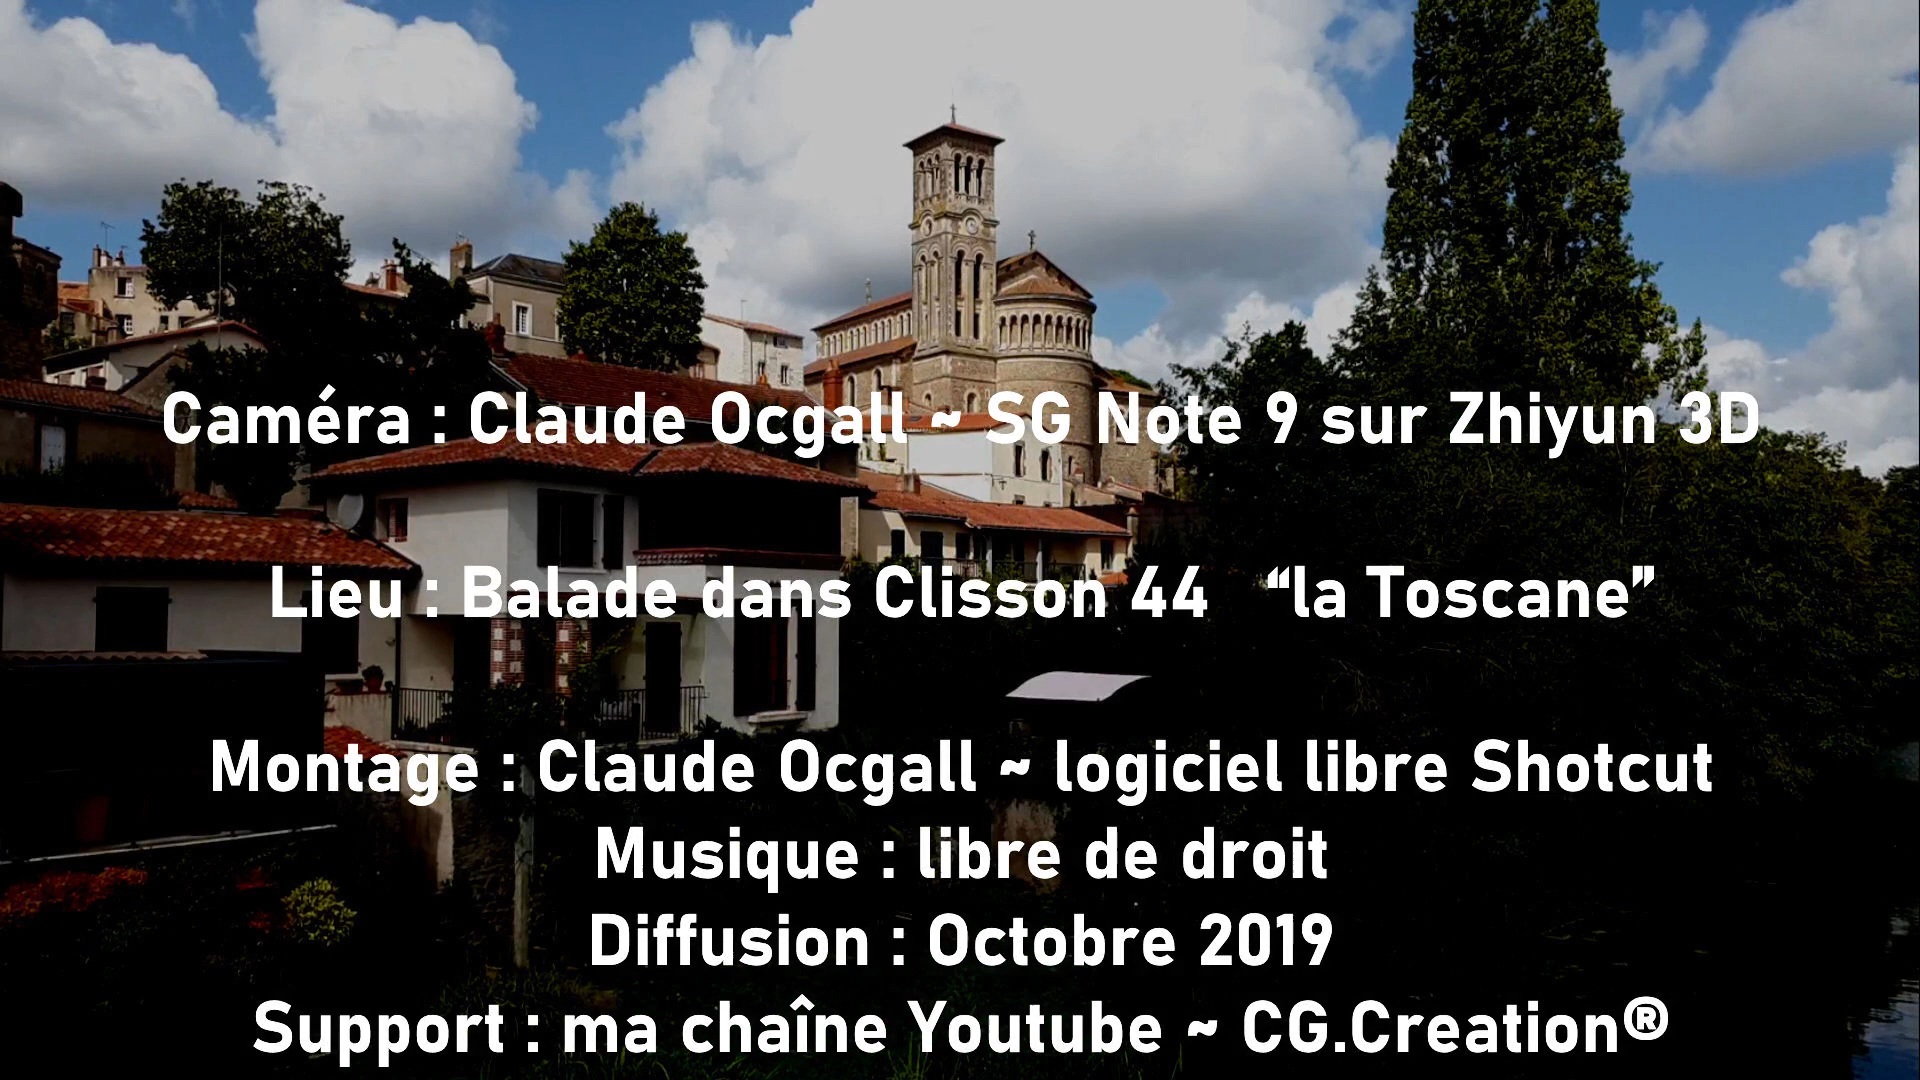 Caméra : Claude Ocgall ~ SG Note 9 sur Zhiyun 3D
Lieu : Balade dans Clisson 44 “la Toscane”
Montage : Claude Ocgall ~ logiciel libre Shotcut
Musique : libre de droit
Diffusion : Octobre 2019
Support : ma chaîne Youtube ~ CG.Creation®